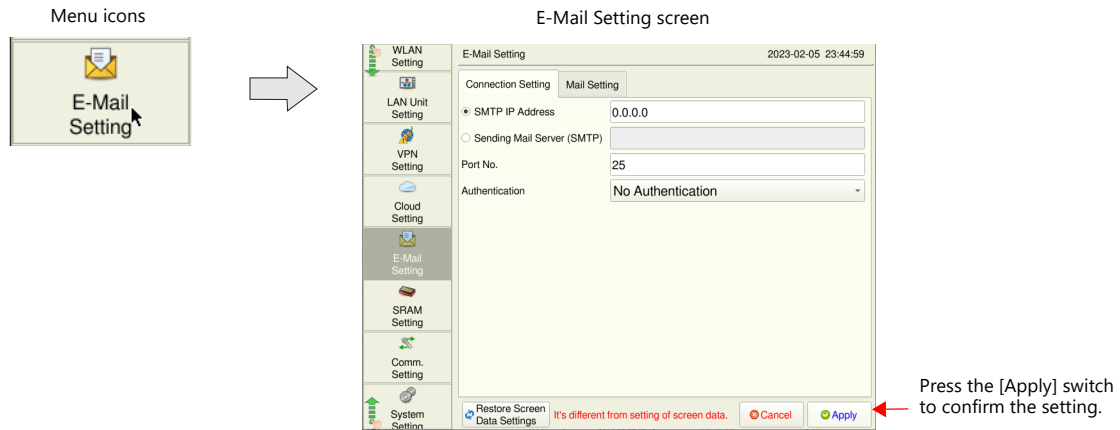 Menu icons
E-Mail
Setting
E-Mail Setting screen
WLAN
Setting
LAN Unit
Setting
VPN
Setting
Cloud
Setting
E-Mail
Setting
SRAM
Setting
Comm.
Setting
System
Setting
E-Mail Setting 2023-02-05 23:44:59
Connection Setting Mail Setting
SMTP IP Address 0.0.0.0
Sending Mail Server (SMTP)
Port No. 25
Authentication No Authentication
Restore Screen
Data Settings
It's different from setting of screen data.
Cancel Apply
Press the [Apply] switch
to confirm the setting.